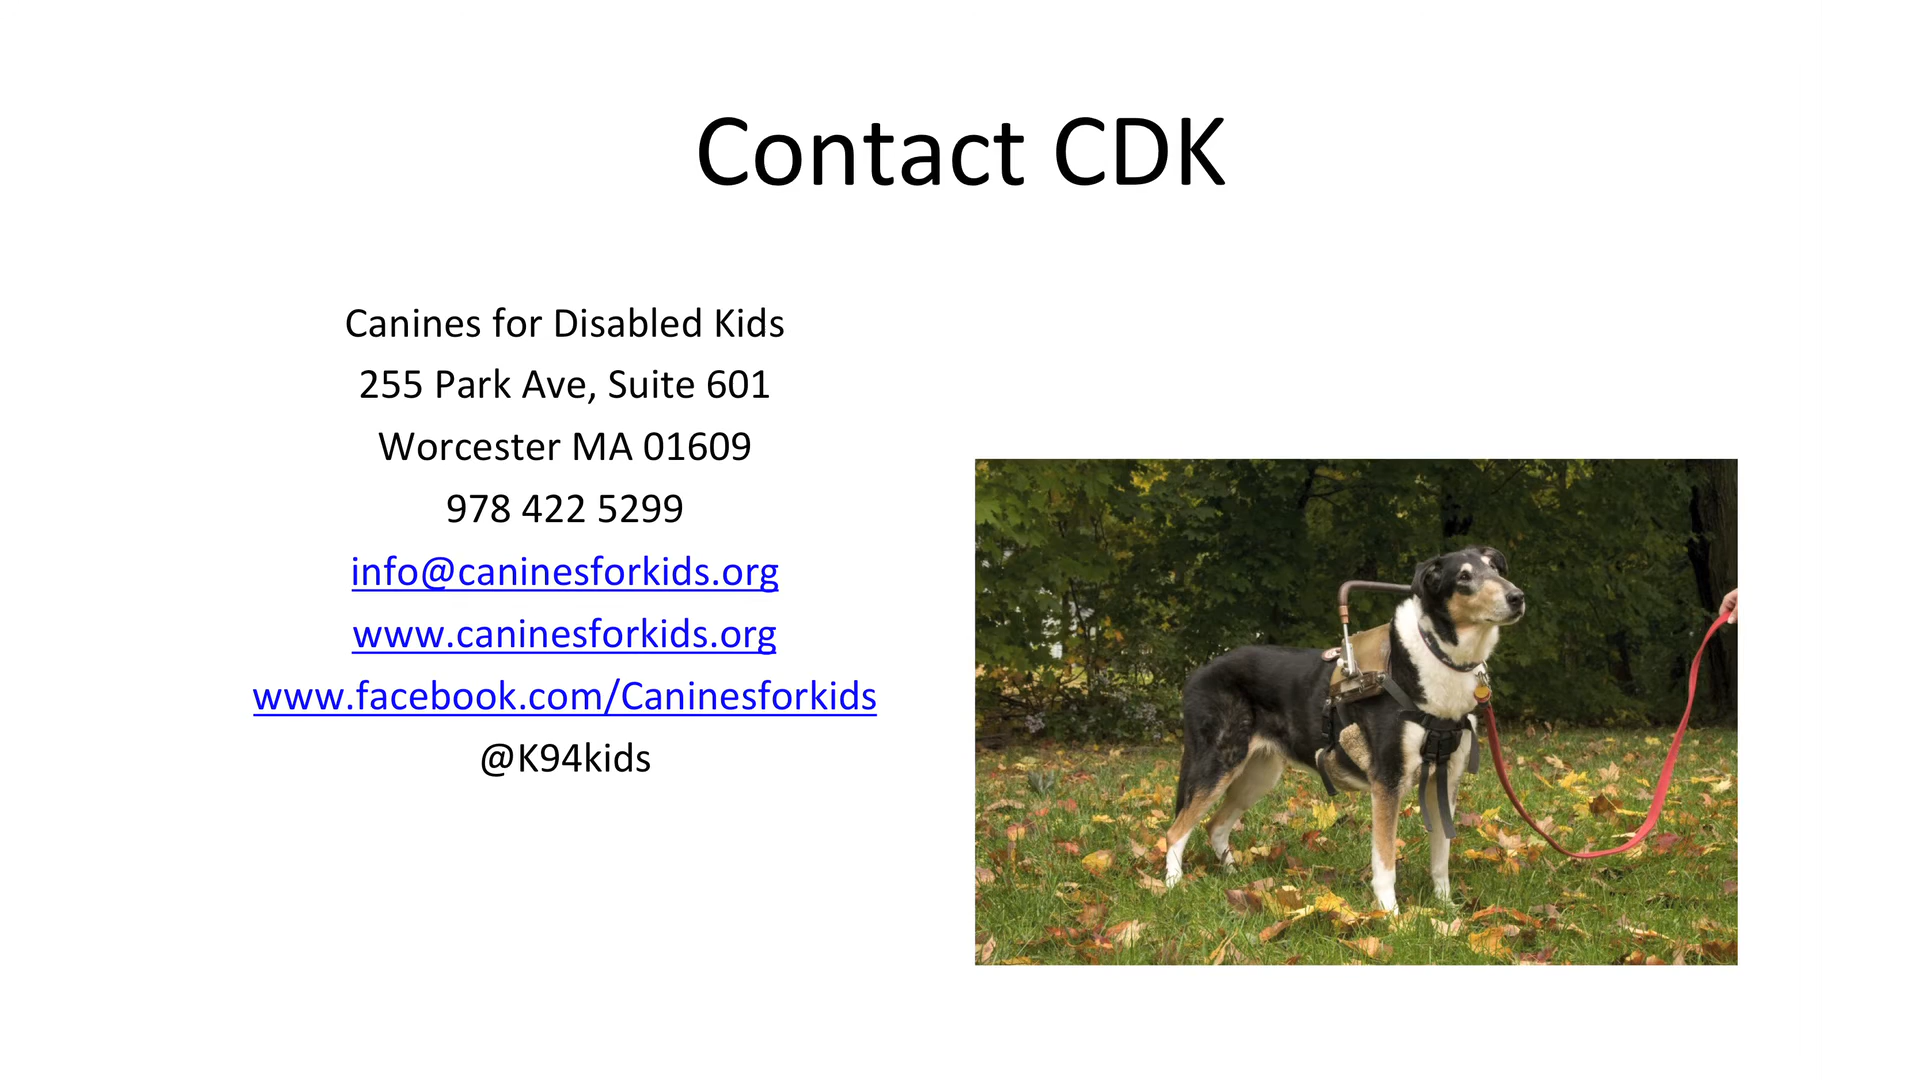 Contact CDK
Canines for Disabled Kids
255 Park Ave, Suite 601
Worcester MA 01609
978 422 5299
info@caninesforkids.org
www.caninesforkids.org
www.facebook.com/Caninesforkids
@K94kids